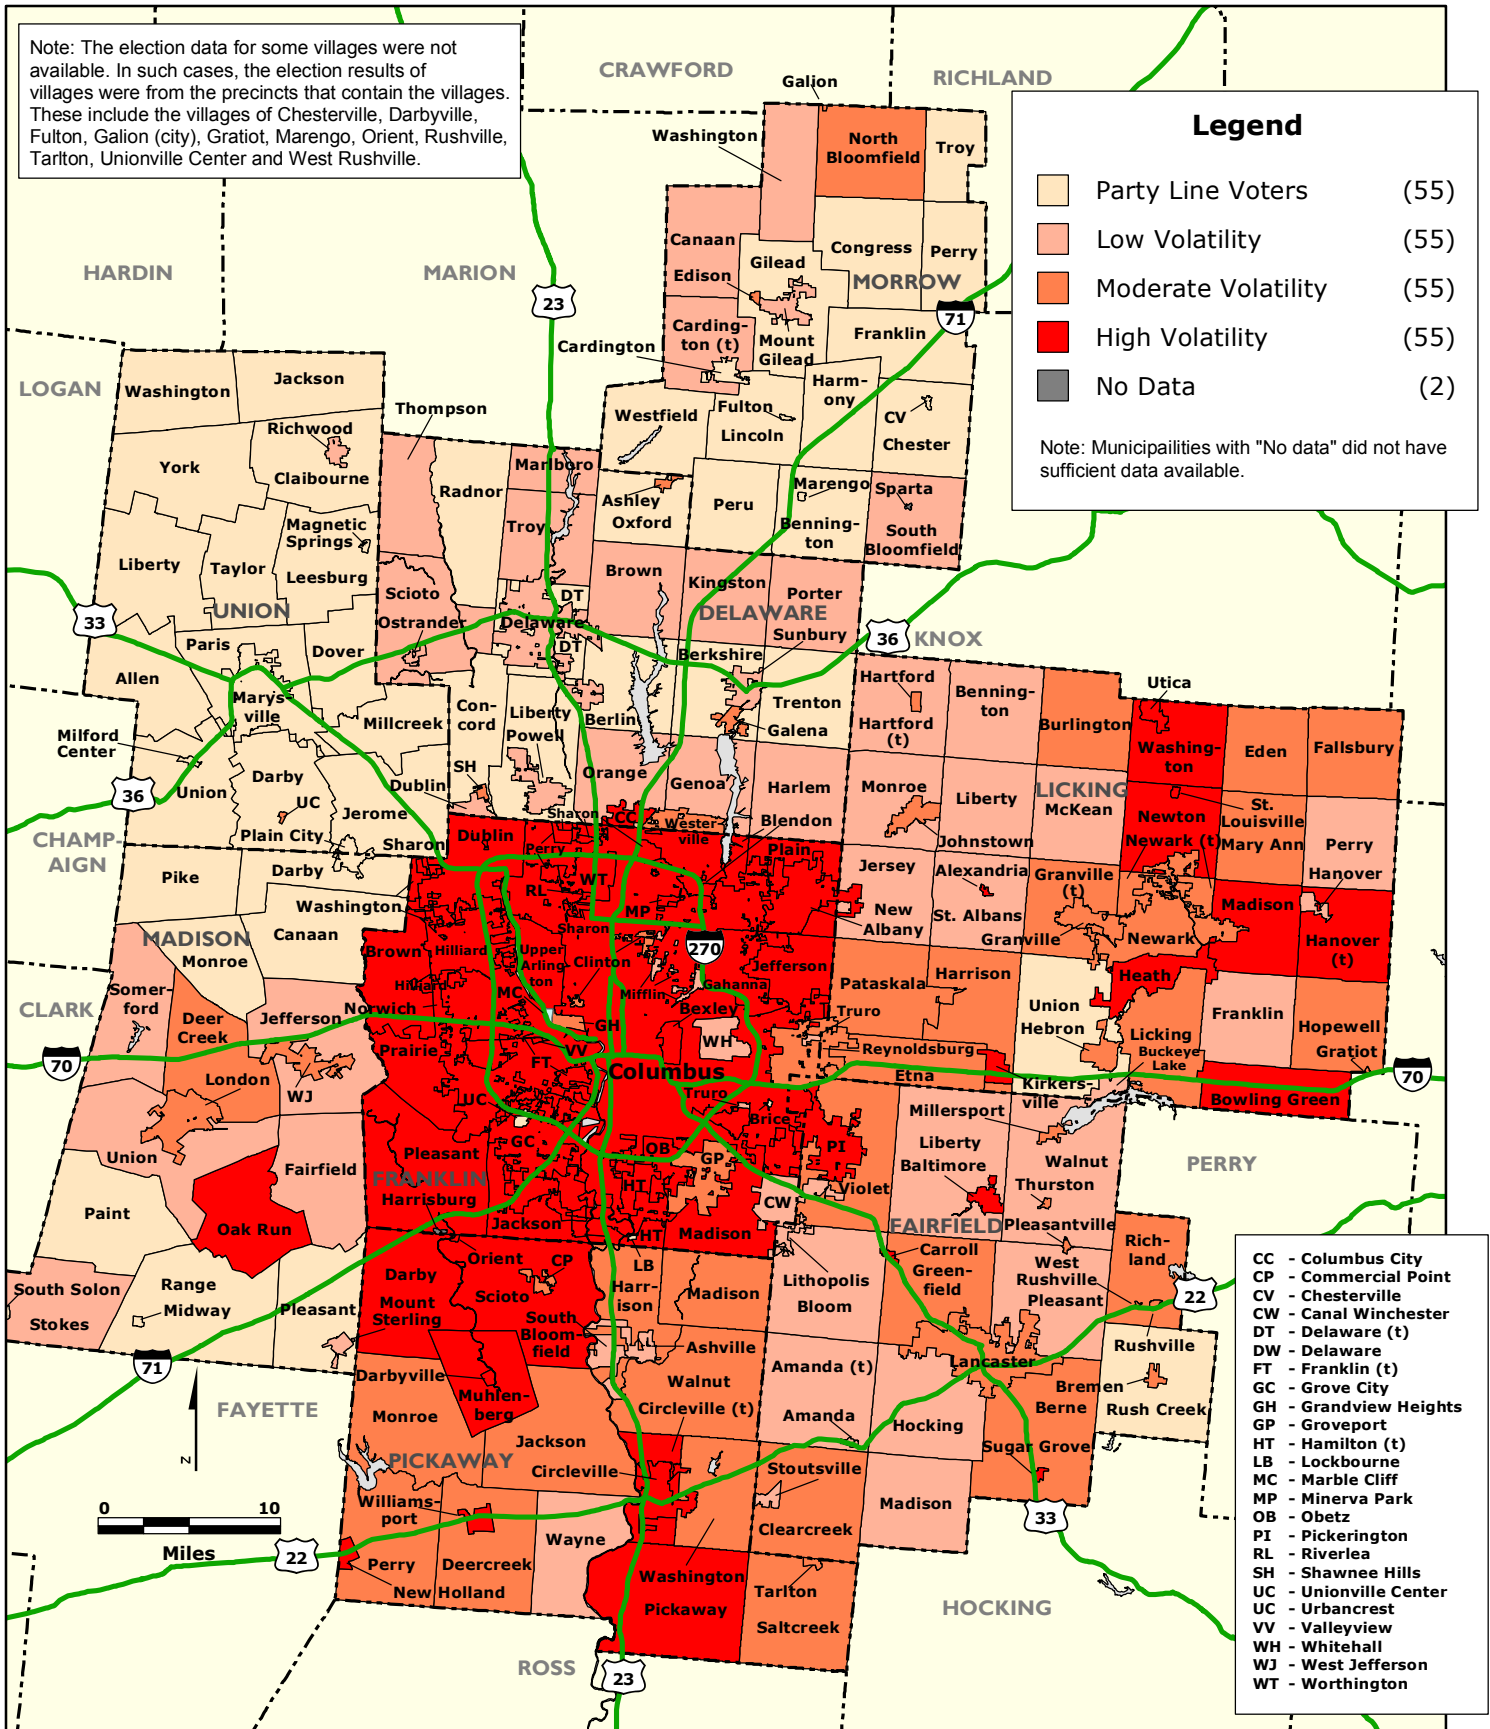 Note: The election data for some villages were not
available. In such cases, the election results of
villages were from the precincts that contain the villages.
These include the villages of Chesterville, Darbyville,
Fulton, Galion (city), Gratiot, Marengo, Orient, Rushville,
Tarlton, Unionville Center and West Rushville.
Legend
Party Line Voters (55)
Low Volatility (55)
Moderate Volatility (55)
High Volatility (55)
No Data (2)
Note: Municipailities with "No data" did not have
sufficient data available.
CRAWFORD
RICHLAND
Galion
Washington
North
Bloomfield
Troy
Canaan
Congress
Perry
Gilead
Edison
MORROW
HARDIN
MARION
23
71
Carding-
ton (t)
Mount
Gilead
Franklin
Cardington
LOGAN
Washington
Jackson
Harm-
ony
Thompson
Westfield
Fulton
Lincoln
CV
Chester
Richwood
York
Claibourne
Marlboro
Radnor
Ashley
Oxford
Peru
Marengo
Benning-
ton
Sparta
South
Bloomfield
Magnetic
Springs
Troy
Liberty
Taylor
Leesburg
Brown
Kingston
Porter
Scioto
DT
UNION
DELAWARE
33
Ostrander
Delaware
Sunbury
36
KNOX
Paris
Dover
DT
Berkshire
Allen
Marys-
ville
Millcreek
Con-
cord
Liberty
Berlin
Trenton
Galena
Powell
Hartford
Hartford
(t)
Benning-
ton
Burlington
Utica
Washing-
ton
Eden
Fallsbury
Milford
Center
Darby
Union
UC
Jerome
Dublin
SH
Orange
Genoa
Harlem
Monroe
Liberty
LICKING
McKean
Newton
St.
Louisville
36
CHAMP-
AIGN
Plain City
Sharon
Dublin
Sharon
CC
Wester-
ville
Blendon
Johnstown
Newark (t)
Mary Ann
Perry
Pike
Darby
Perry
Plain
Jersey
Alexandria
Granville
(t)
Hanover
Washington
RL
WT
MP
Sharon
New
Albany
St. Albans
Madison
MADISON
Canaan
Monroe
Brown
Hilliard
Upper
Arling-
ton
Clinton
270
Jefferson
Granville
Newark
Hanover
(t)
CLARK
Somer-
ford
Deer
Creek
Jefferson
Norwich
Hilliard
MC
Mifflin
Gahanna
Pataskala
Harrison
Heath
Bexley
Truro
Union
Hebron
Franklin
Hopewell
Licking
Gratiot
Buckeye
Lake
70
Prairie
GH
VV
FT
WH
Reynoldsburg
Etna
Kirkers-
ville
70
London
WJ
UC
Columbus
Truro
Brice
Millersport
Bowling Green
Union
Fairfield
Pleasant
GC
OB
GP
PI
Liberty
Baltimore
Walnut
Thurston
PERRY
FRANKLIN
Harrisburg
HT
CW
Violet
Paint
Oak Run
Jackson
HT
Madison
FAIRFIELD
Pleasantville
Rich-
land
Orient
CP
LB
Carroll
Green-
field
West
Rushville
Pleasant
Darby
Scioto
Harr-
ison
Madison
Lithopolis
Bloom
South Solon
Stokes
Range
Midway
Pleasant
Mount
Sterling
South
Bloom-
field
Ashville
22
Rushville
71
Darbyville
Muhlen-
berg
Walnut
Circleville (t)
Amanda (t)
Lancaster
Bremen
Berne
Rush Creek
FAYETTE
Monroe
Jackson
Amanda
Hocking
Sugar Grove
PICKAWAY
Circleville
Stoutsville
Z
0 10
Miles
Williams-
port
Madison
33
22
Wayne
Clearcreek
Perry
Deercreek
New Holland
Washington
Pickaway
Tarlton
Saltcreek
HOCKING
ROSS
23
CC - Columbus City
CP - Commercial Point
CV - Chesterville
CW - Canal Winchester
DT - Delaware (t)
DW - Delaware
FT - Franklin (t)
GC - Grove City
GH - Grandview Heights
GP - Groveport
HT - Hamilton (t)
LB - Lockbourne
MC - Marble Cliff
MP - Minerva Park
OB - Obetz
PI - Pickerington
RL - Riverlea
SH - Shawnee Hills
UC - Unionville Center
UC - Urbancrest
VV - Valleyview
WH - Whitehall
WJ - West Jefferson
WT - Worthington